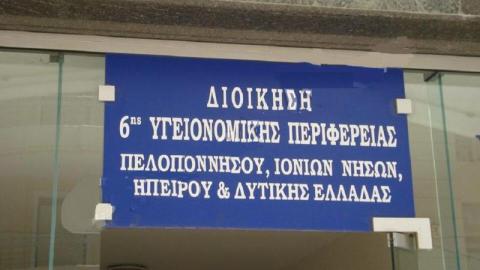 ΔΙΟΙΚΗΣΗ
6ης ΥΓΕΙΟΝΟΜΙΚΗΣ ΠΕΡΙΦΕΡΕΙΑΣ
ΠΕΛΟΠΟΝΝΗΣΟΥ, ΙΟΝΙΩΝ ΝΗΣΩΝ,
ΗΠΕΙΡΟΥ & ΔΥΤΙΚΗΣ ΕΛΛΑΔΑΣ